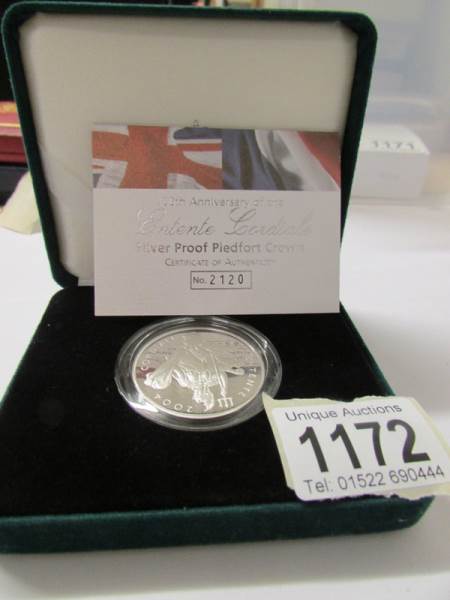 1171
Anniversary of the
Entente Cordiale
Silver Proof Piedfort Crown
CERTIFICATE OF AUTHENTICITY
No. 2120
2004
Unique Auctions
1172
Tel: 01522 690444